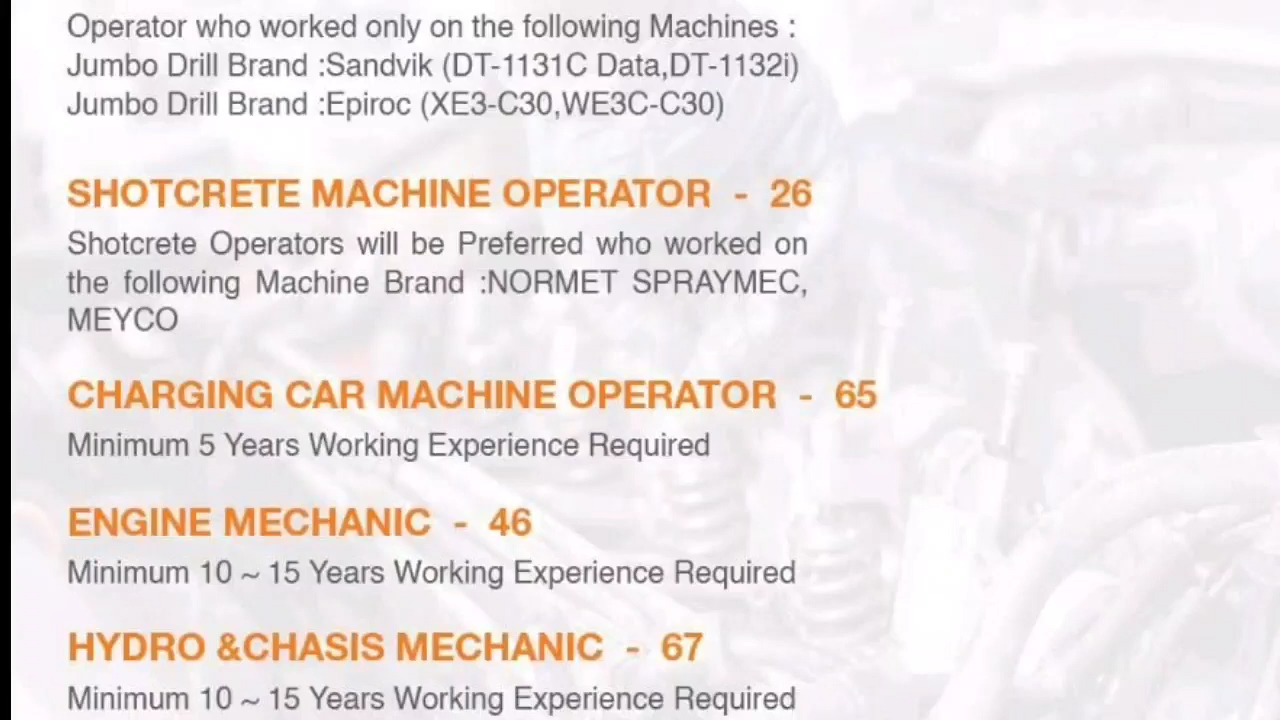 Operator who worked only on the following Machines :
Jumbo Drill Brand :Sandvik (DT-1131C Data,DT-1132i)
Jumbo Drill Brand :Epiroc (XE3-C30,WE3C-C30)
SHOTCRETE MACHINE OPERATOR - 26
Shotcrete Operators will be Preferred who worked on
the following Machine Brand :NORMET SPRAYMEC,
MEYCO
CHARGING CAR MACHINE OPERATOR - 65
Minimum 5 Years Working Experience Required
ENGINE MECHANIC - 46
Minimum 10 ~ 15 Years Working Experience Required
HYDRO &CHASIS MECHANIC - 67
Minimum 10 ~ 15 Years Working Experience Required